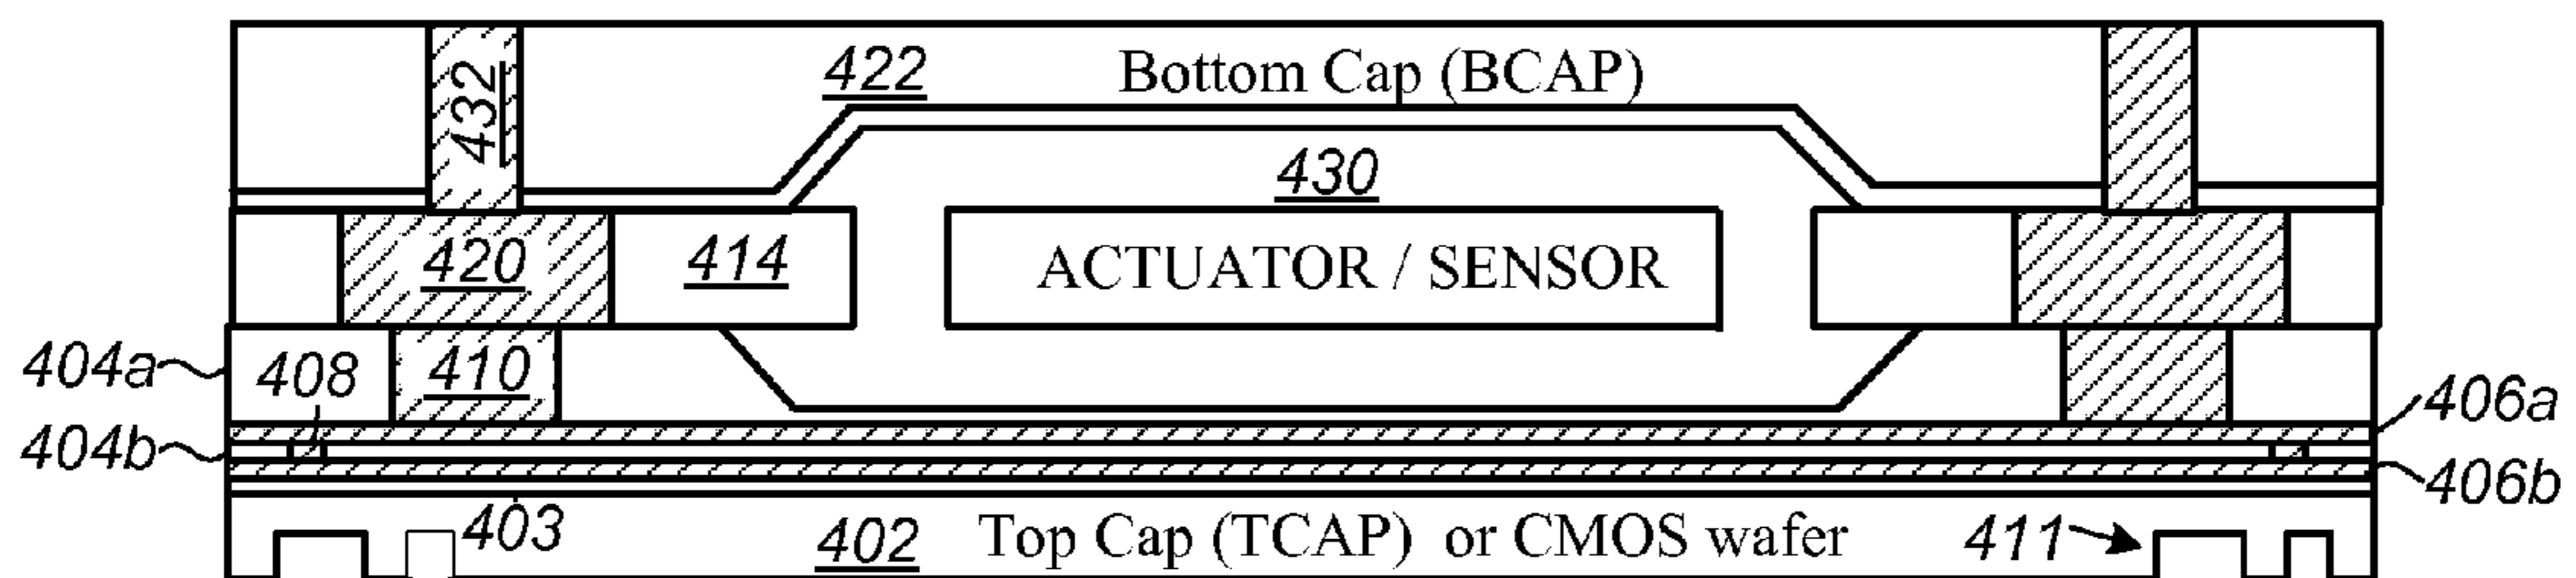 422
Bottom Cap (BCAP)
432
430
420
414
ACTUATOR / SENSOR
404a
408
410
406a
404b
406b
403
402
Top Cap (TCAP) or CMOS wafer
411